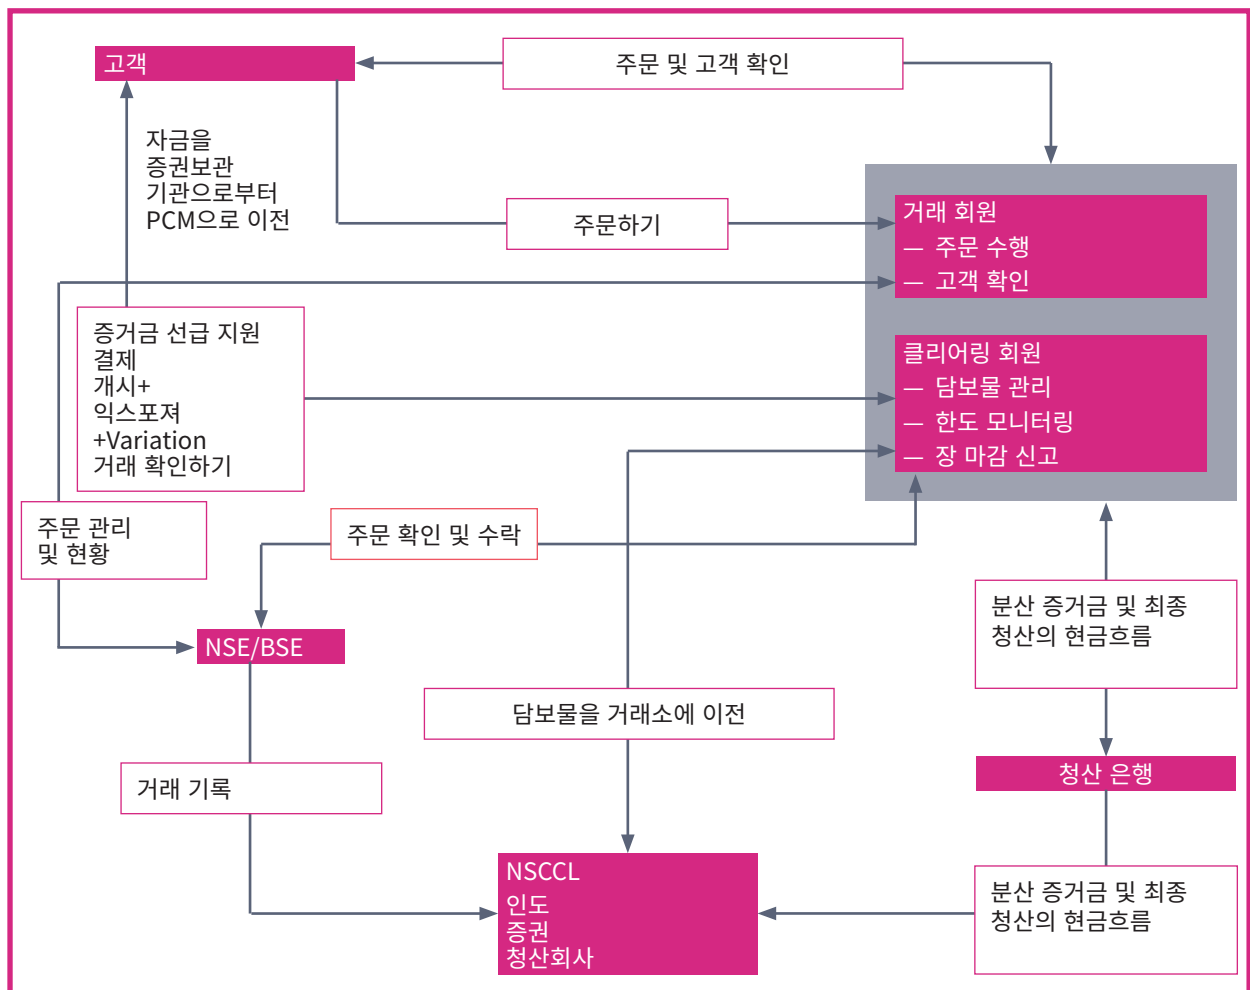 고객
주문 및 고객 확인
자금을
증권보관
기관으로부터
PCM으로 이전
주문하기
거래 회원
— 주문 수행
— 고객 확인
증거금 선급 지원
결제
개시+
익스포져
+Variation
거래 확인하기
클리어링 회원
— 담보물 관리
— 한도 모니터링
— 장 마감 신고
주문 관리
및 현황
주문 확인 및 수락
분산 증거금 및 최종
청산의 현금흐름
NSE/BSE
담보물을 거래소에 이전
청산 은행
거래 기록
NSCCL
인도
증권
청산회사
분산 증거금 및 최종
청산의 현금흐름